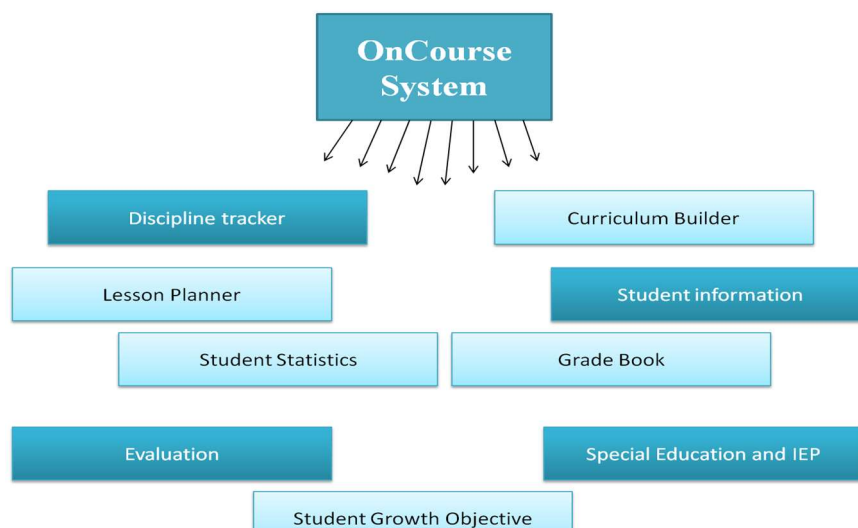 OnCourse
System
Discipline tracker
Curriculum Builder
Lesson Planner
Student information
Student Statistics
Grade Book
Evaluation
Special Education and IEP
Student Growth Objective